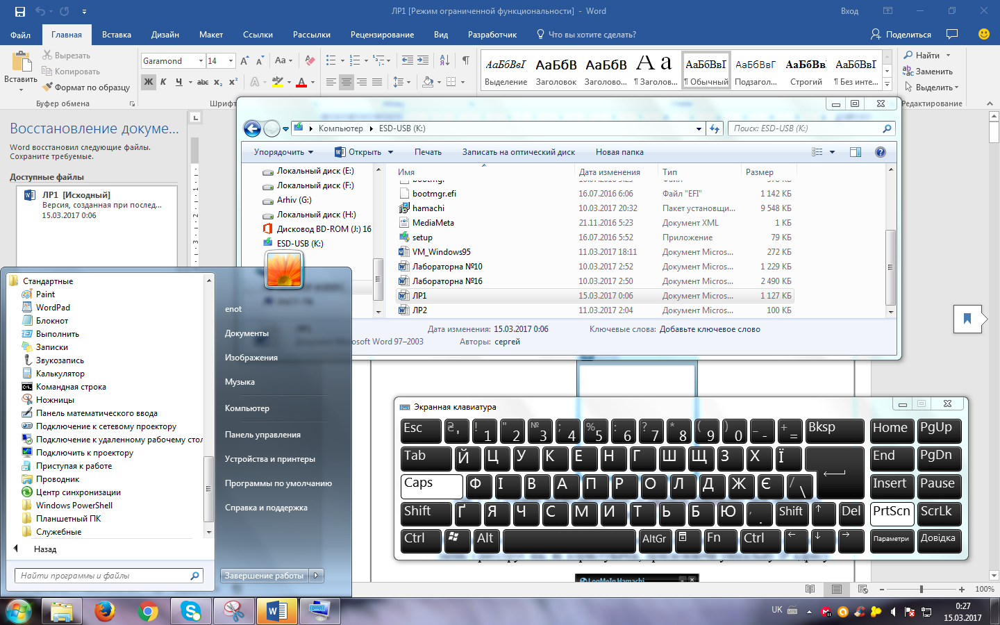 ЛР1 [Режим ограниченной функциональности] - Word
Вход
Файл
Главная
Вставка
Дизайн
Макет
Ссылки
Рассылки
Рецензирование
Вид
Разработчик
Что вы хотите сделать?
Поделиться
Вставить
Вырезать
Копировать
Формат по образцу
Буфер обмена
Garamond
14
Aa
Ж К Ч abc x₂ x²
Шрифт
АаБбВвІ
Выделение
АаБбВ
Заголовок
АаБбВ
Заголово...
Аа
¶ Заголов...
АаБбВвІ
¶ Обычный
АаБбВвГ
Подзагол...
АаБбВв
Строгий
АаБбВвІ
¶ Без инте...
Найти
Заменить
Выделить
Редактирование
Восстановление докуме...
Word восстановил следующие файлы.
Сохраните требуемые.
Доступные файлы
ЛР1 [Исходный]
Версия, созданная при послед...
15.03.2017 0:06
Компьютер
ESD-USB (K:)
Поиск: ESD-USB (K:)
Упорядочить
Открыть
Печать
Записать на оптический диск
Новая папка
Локальный диск (E:)
Локальный диск (F:)
Arhiv (G:)
Локальный диск (H:)
Дисковод BD-ROM (J:) 16
ESD-USB (K:)
Имя Дата изменения Тип Размер
bootmgr.efi 16.07.2016 6:06 Файл "EFI" 1 142 КБ
hamachi 10.03.2017 20:32 Пакет установщи... 9 548 КБ
MediaMeta 21.11.2016 5:23 Документ XML 1 КБ
setup 16.07.2016 5:52 Приложение 79 КБ
VM_Windows95 11.03.2017 18:11 Документ Micros... 272 КБ
Лабораторна №10 10.03.2017 2:52 Документ Micros... 1 229 КБ
Лабораторна №16 10.03.2017 2:50 Документ Micros... 2 490 КБ
ЛР1 15.03.2017 0:06 Документ Micros... 1 127 КБ
ЛР2 11.03.2017 2:04 Документ Micros... 100 КБ
Дата изменения: 15.03.2017 0:06
Ключевые слова: Добавьте ключевое слово
Microsoft Word 97–2003
Авторы: сергей
Стандартные
Paint
WordPad
Блокнот
Выполнить
Записки
Звукозапись
Калькулятор
Командная строка
Ножницы
Панель математического ввода
Подключение к сетевому проектору
Подключение к удаленному рабочему стол
Подключить к проектору
Приступая к работе
Проводник
Центр синхронизации
Windows PowerShell
Планшетный ПК
Служебные
Назад
Найти программы и файлы
enot
Документы
Изображения
Музыка
Компьютер
Панель управления
Устройства и принтеры
Программы по умолчанию
Справка и поддержка
Завершение работы
Экранная клавиатура
Esc ₴ ' ! 1 " 2 № 3 ; 4 % 5 : 6 ? 7 * 8 ( 9 ) 0 _ - + = Bksp Home PgUp
Tab Й Ц У К Е Н Г Ш Щ З Х Ї End PgDn
Caps Ф І В А П Р О Л Д Ж Є / \ Insert Pause
Shift Ґ Я Ч С М И Т Ь Б Ю , . Shift ↑ Del PrtScn ScrLk
Ctrl Alt AltGr Fn Ctrl ← ↓ → Параметри Довідка
LogMeIn Hamachi
100%
UK
0:27
15.03.2017